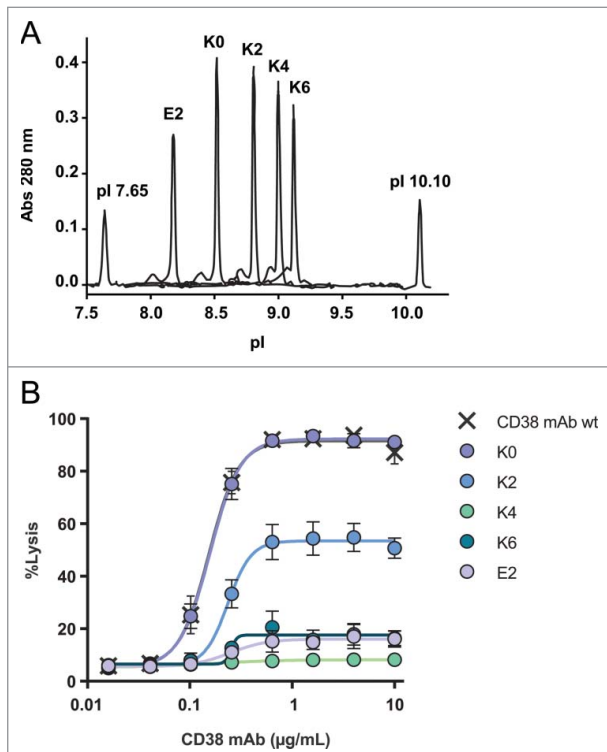 A
K0
K2
K4
K6
E2
pI 7.65
pI 10.10
Abs 280 nm
0.4
0.3
0.2
0.1
0.0
7.5 8.0 8.5 9.0 9.5 10.0
pI
B
%Lysis
100
80
60
40
20
0
0.01 0.1 1 10
CD38 mAb (µg/mL)
CD38 mAb wt
K0
K2
K4
K6
E2